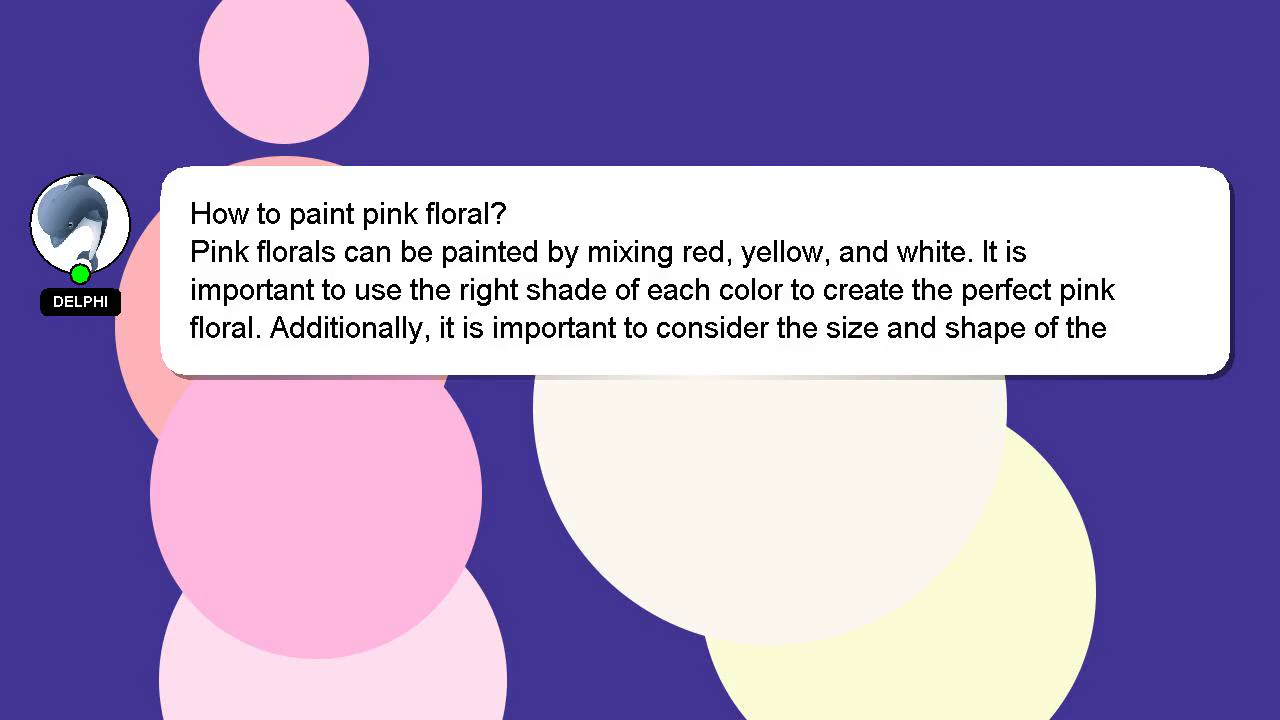 How to paint pink floral?
Pink florals can be painted by mixing red, yellow, and white. It is
important to use the right shade of each color to create the perfect pink
floral. Additionally, it is important to consider the size and shape of the
DELPHI